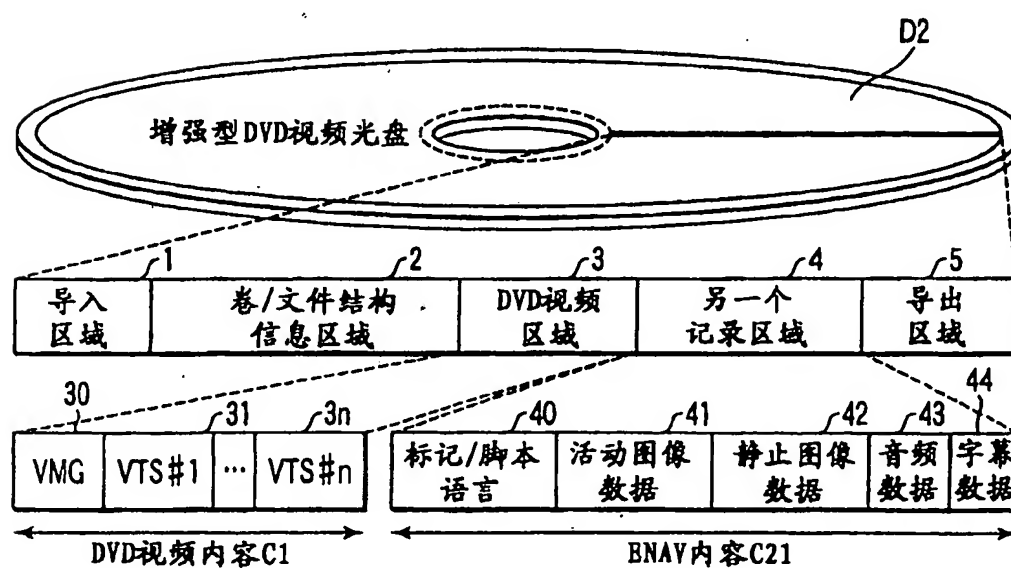 D2
增强型DVD视频光盘
1 2 3 4 5
导入区域 卷/文件结构信息区域 DVD视频区域 另一个记录区域 导出区域
30 31 3n 40 41 42 43 44
VMG VTS#1 ... VTS#n 标记/脚本语言 活动图像数据 静止图像数据 音频数据 字幕数据
DVD视频内容C1 ENAV内容C21